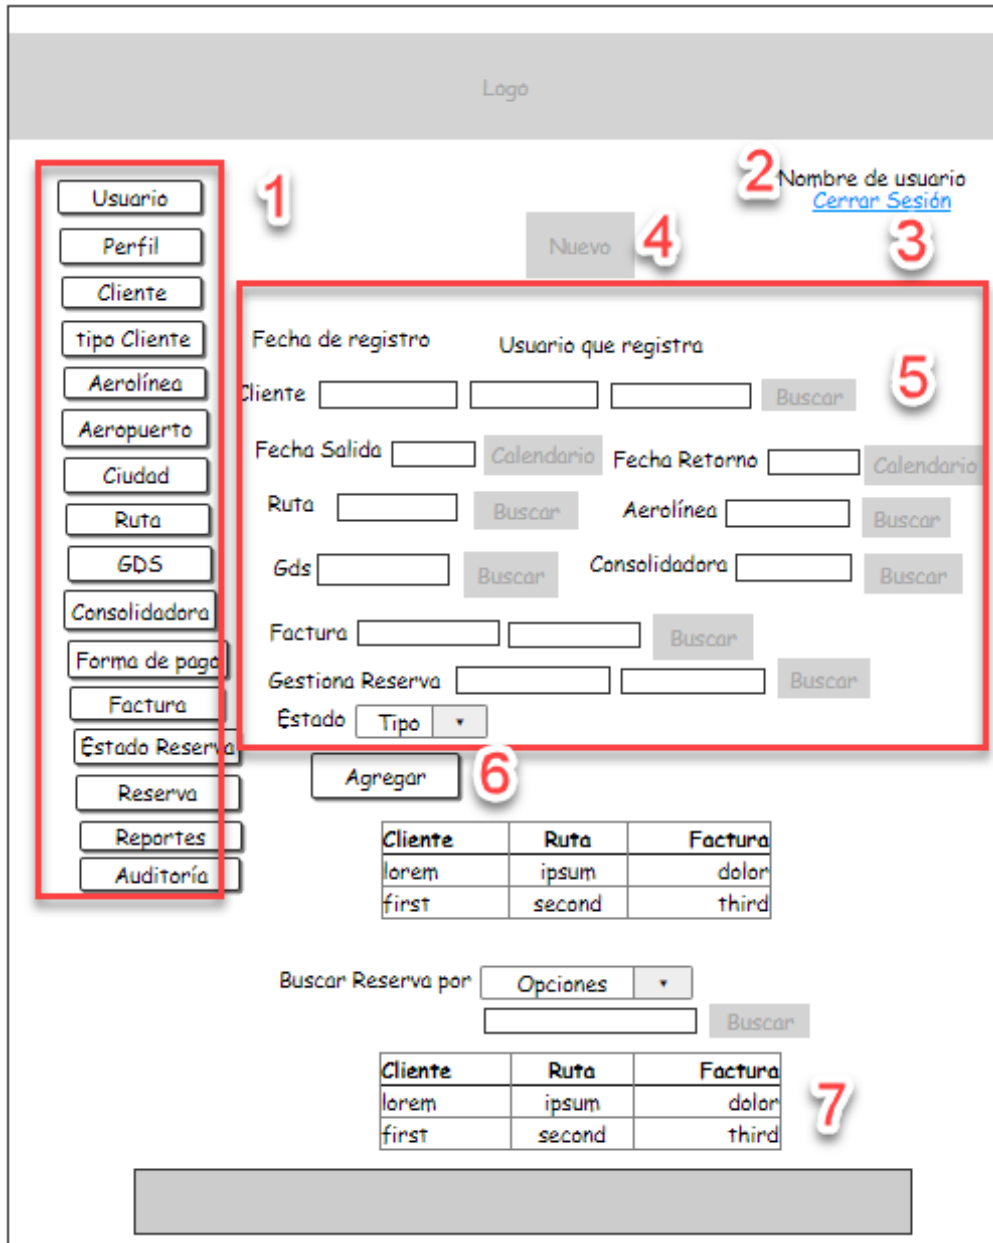 Logo
1
2
Nombre de usuario
Cerrar Sesión
3
Usuario
Perfil
Cliente
tipo Cliente
Aerolínea
Aeropuerto
Ciudad
Ruta
GDS
Consolidadora
Forma de pago
Factura
Estado Reserva
Reserva
Reportes
Auditoría
Nuevo
4
5
Fecha de registro Usuario que registra
Cliente Buscar
Fecha Salida Calendario Fecha Retorno Calendario
Ruta Buscar Aerolínea Buscar
Gds Buscar Consolidadora Buscar
Factura Buscar
Gestiona Reserva Buscar
Estado Tipo
Agregar
6
Cliente Ruta Factura
lorem ipsum dolor
first second third
Buscar Reserva por Opciones
Buscar
Cliente Ruta Factura
lorem ipsum dolor
first second third
7